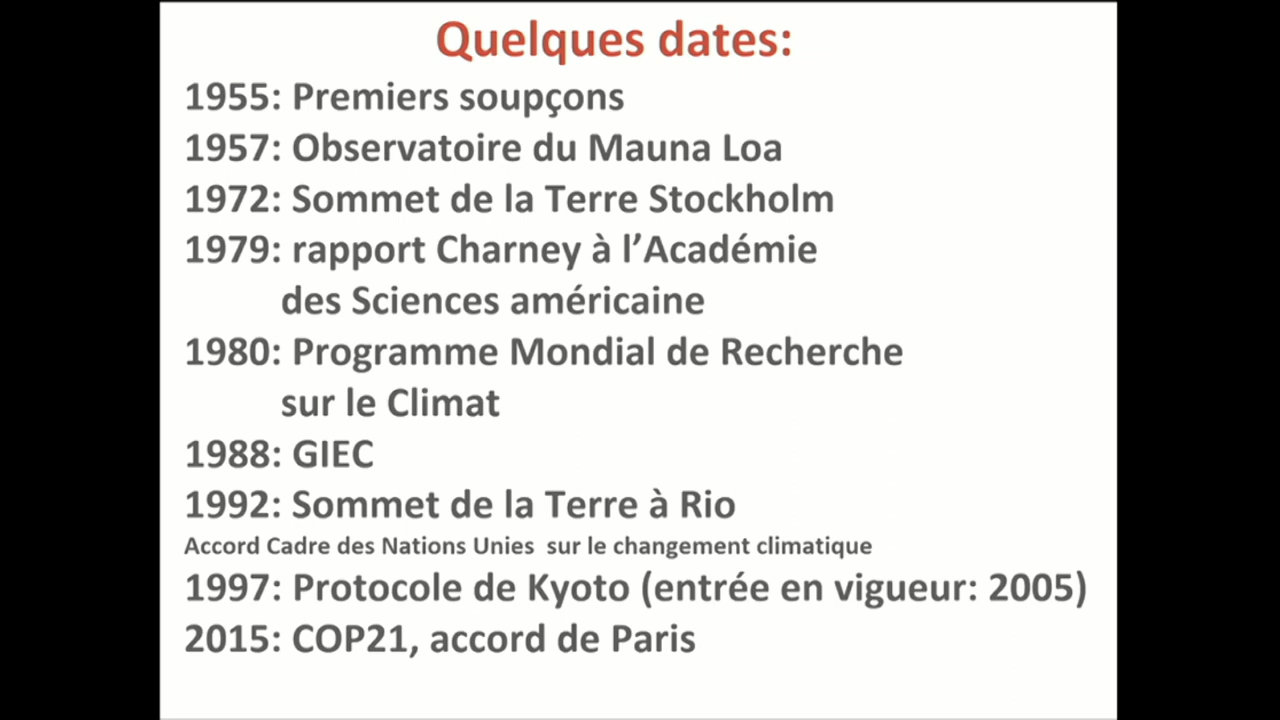 Quelques dates:
1955: Premiers soupçons
1957: Observatoire du Mauna Loa
1972: Sommet de la Terre Stockholm
1979: rapport Charney à l’Académie
des Sciences américaine
1980: Programme Mondial de Recherche
sur le Climat
1988: GIEC
1992: Sommet de la Terre à Rio
Accord Cadre des Nations Unies  sur le changement climatique
1997: Protocole de Kyoto (entrée en vigueur: 2005)
2015: COP21, accord de Paris